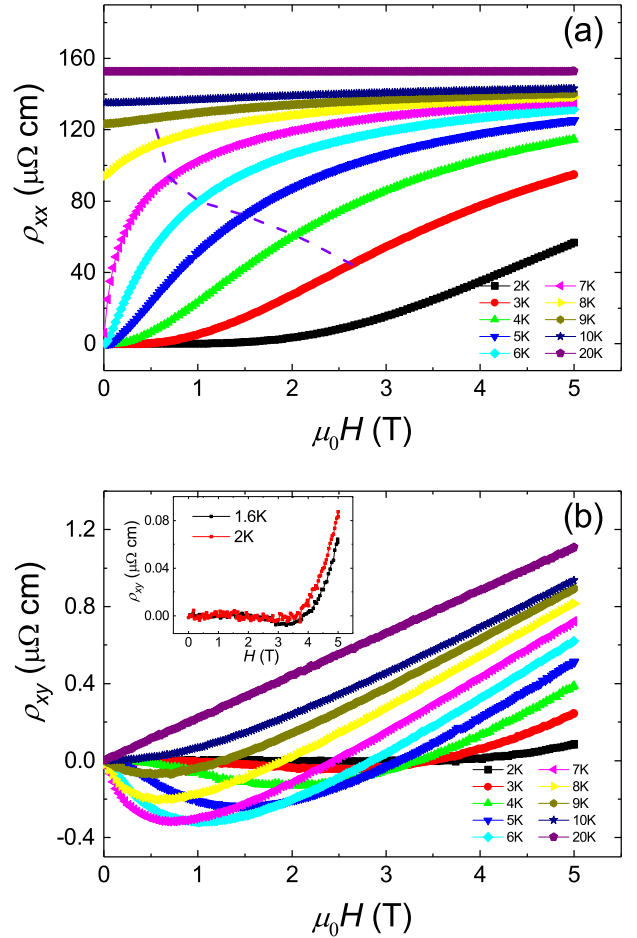 (a)
160
120
80
40
0
ρxx (μΩ cm)
2K 7K
3K 8K
4K 9K
5K 10K
6K 20K
0 1 2 3 4 5
μ0H (T)
(b)
1.2
0.8
0.4
0.0
-0.4
ρxy (μΩ cm)
1.6K
2K
0.08
0.04
0.00
ρxy (μΩ cm)
0 1 2 3 4 5
H (T)
2K 7K
3K 8K
4K 9K
5K 10K
6K 20K
0 1 2 3 4 5
μ0H (T)